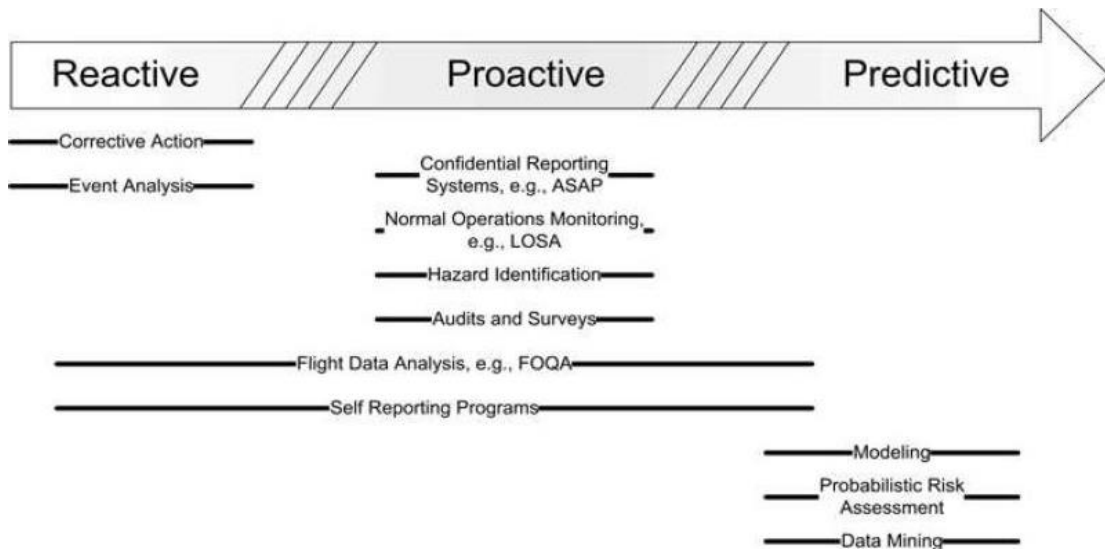 Reactive
Proactive
Predictive
Corrective Action
Event Analysis
Confidential Reporting
Systems, e.g., ASAP
Normal Operations Monitoring,
e.g., LOSA
Hazard Identification
Audits and Surveys
Flight Data Analysis, e.g., FOQA
Self Reporting Programs
Modeling
Probabilistic Risk
Assessment
Data Mining